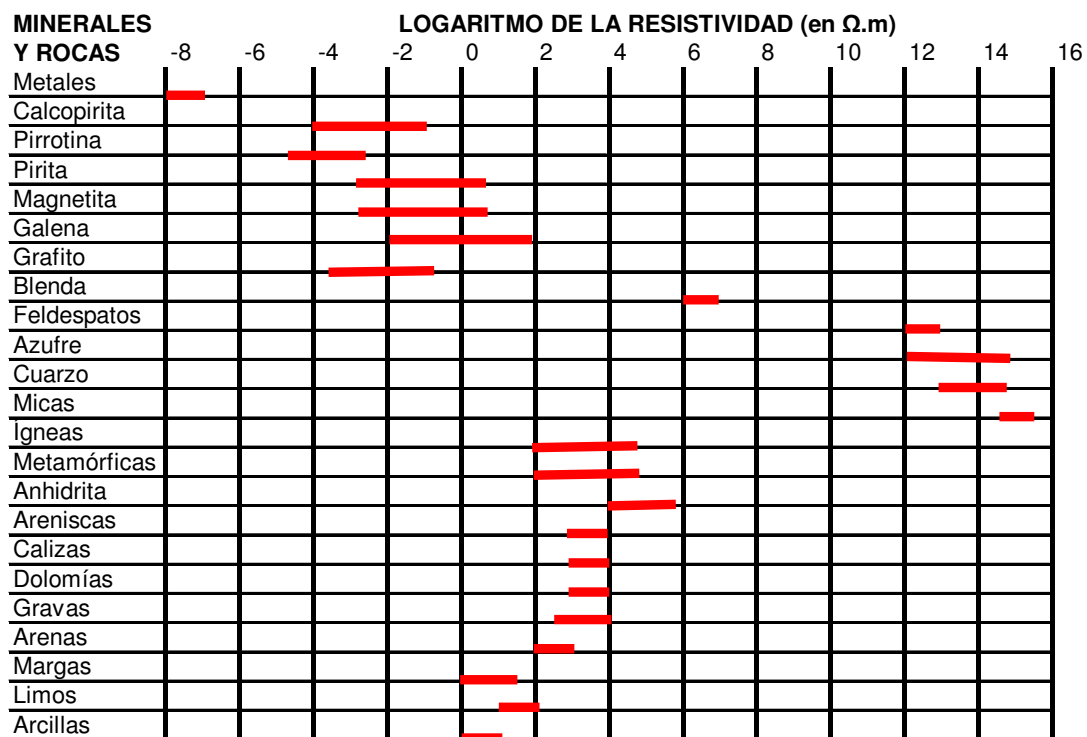 MINERALES LOGARITMO DE LA RESISTIVIDAD (en Ω.m)
Y ROCAS -8 -6 -4 -2 0 2 4 6 8 10 12 14 16
Metales
Calcopirita
Pirrotina
Pirita
Magnetita
Galena
Grafito
Blenda
Feldespatos
Azufre
Cuarzo
Micas
Ígneas
Metamórficas
Anhidrita
Areniscas
Calizas
Dolomías
Gravas
Arenas
Margas
Limos
Arcillas